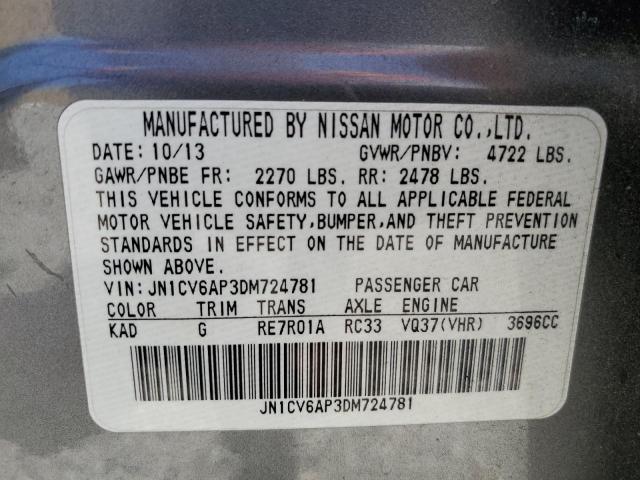 MANUFACTURED BY NISSAN MOTOR CO.,LTD.
DATE: 10/13 GVWR/PNBV: 4722 LBS.
GAWR/PNBE FR: 2270 LBS. RR: 2478 LBS.
THIS VEHICLE CONFORMS TO ALL APPLICABLE FEDERAL
MOTOR VEHICLE SAFETY,BUMPER,AND THEFT PREVENTION
STANDARDS IN EFFECT ON THE DATE OF MANUFACTURE
SHOWN ABOVE.
VIN: JN1CV6AP3DM724781 PASSENGER CAR
COLOR TRIM TRANS AXLE ENGINE
KAD G RE7R01A RC33 VQ37(VHR) 3696CC
JN1CV6AP3DM724781